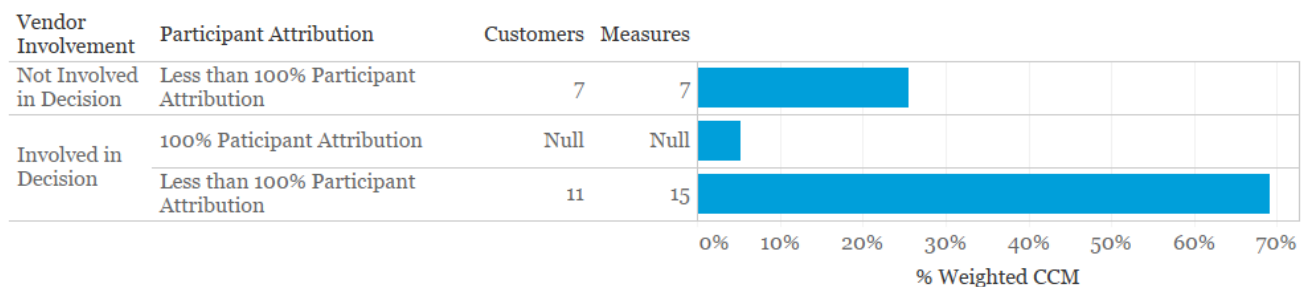 Vendor
Involvement Participant Attribution Customers Measures
Not Involved Less than 100% Participant
in Decision Attribution 7 7
Involved in
Decision
100% Paticipant Attribution Null Null
Less than 100% Participant
Attribution 11 15
0% 10% 20% 30% 40% 50% 60% 70%
% Weighted CCM